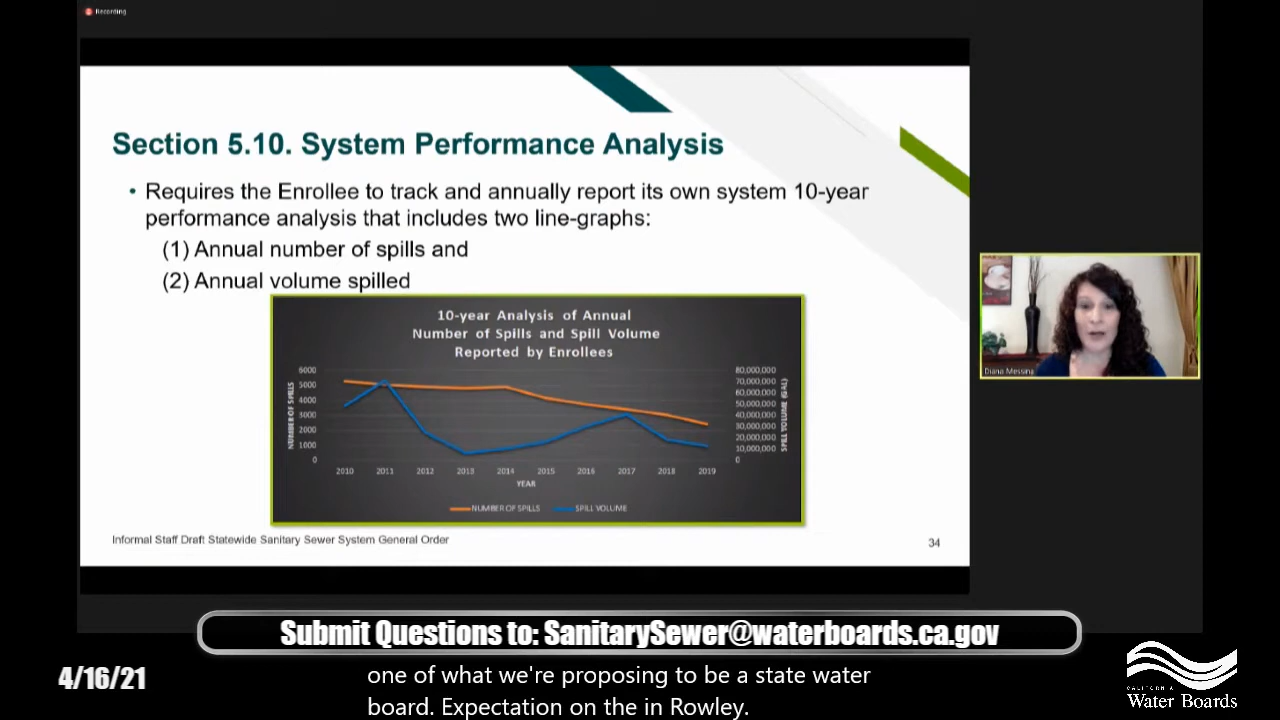 Recording
Section 5.10. System Performance Analysis
• Requires the Enrollee to track and annually report its own system 10-year
performance analysis that includes two line-graphs:
(1) Annual number of spills and
(2) Annual volume spilled
10-year Analysis of Annual
Number of Spills and Spill Volume
Reported by Enrollees
NUMBER OF SPILLS
6000
5000
4000
3000
2000
1000
0
80,000,000
70,000,000
60,000,000
50,000,000
40,000,000
30,000,000
20,000,000
10,000,000
0
SPILL VOLUME (GAL)
2010 2011 2012 2013 2014 2015 2016 2017 2018 2019
YEAR
NUMBER OF SPILLS SPILL VOLUME
Informal Staff Draft Statewide Sanitary Sewer System General Order
34
Diana Messina
Submit Questions to: SanitarySewer@waterboards.ca.gov
4/16/21
one of what we're proposing to be a state water
board. Expectation on the in Rowley.
CALIFORNIA
Water Boards